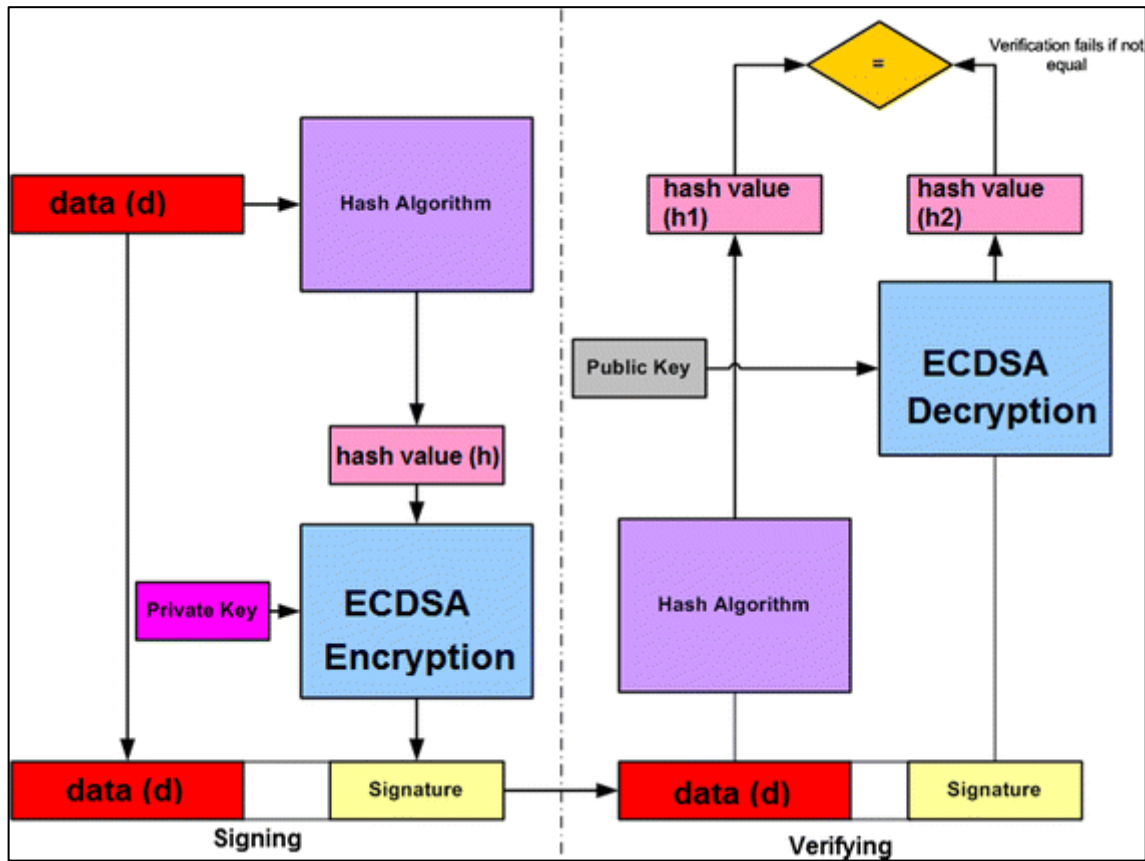 data (d)
Hash Algorithm
hash value (h)
Private Key
ECDSA
Encryption
data (d)
Signature
Signing
=
Verification fails if not
equal
hash value
(h1)
hash value
(h2)
Public Key
ECDSA
Decryption
Hash Algorithm
data (d)
Signature
Verifying